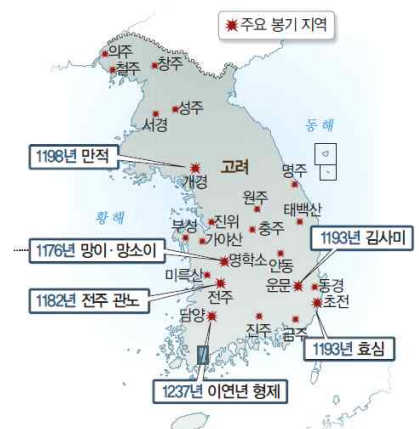 주요 봉기 지역
의주
철주
창주
성주
서경
동해
1198년 만적
고려
개경
명주
원주
태백산
황해
진위
부성
충주
가야산
1193년 김사미
1176년 망이·망소이
명학소
안동
미륵산
운문
동경
1182년 전주 관노
전주
초전
담양
진주
금주
1193년 효심
1237년 이연년 형제